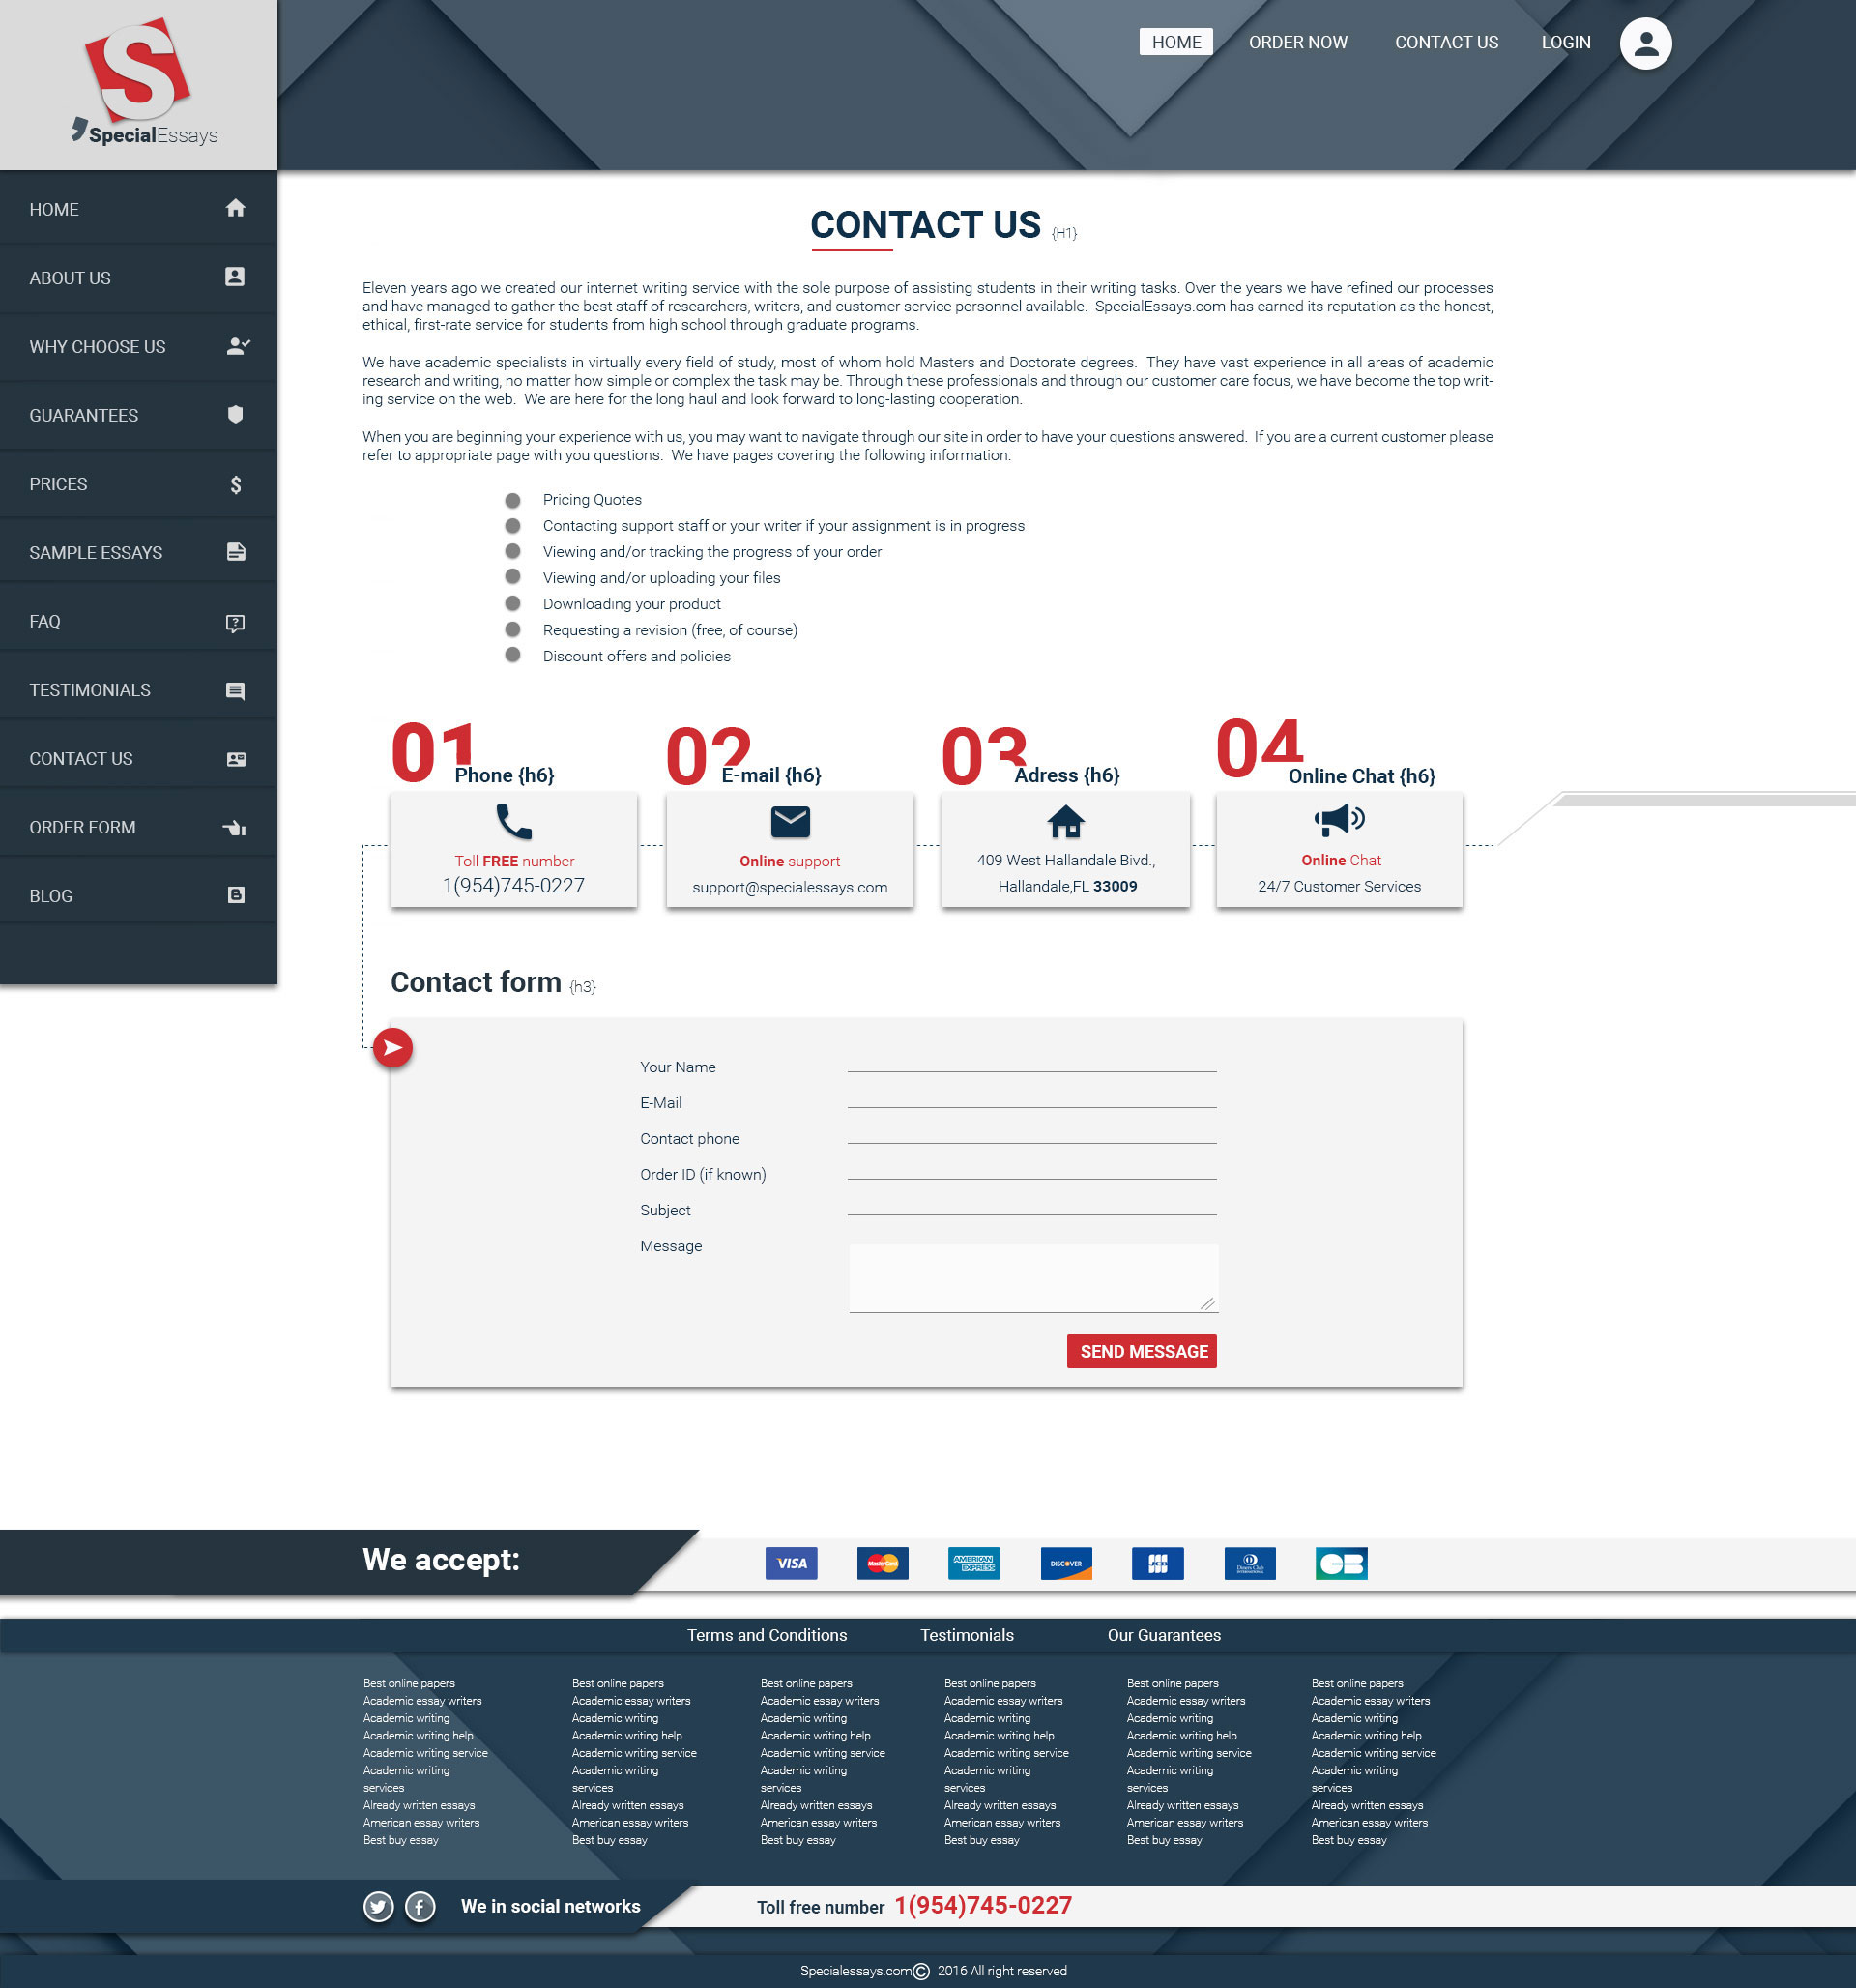 S
SpecialEssays
HOME
ORDER NOW
CONTACT US
LOGIN
HOME
ABOUT US
WHY CHOOSE US
GUARANTEES
PRICES
$
SAMPLE ESSAYS
FAQ
?
TESTIMONIALS
CONTACT US
ORDER FORM
BLOG
CONTACT US {H1}
Eleven years ago we created our internet writing service with the sole purpose of assisting students in their writing tasks. Over the years we have refined our processes
and have managed to gather the best staff of researchers, writers, and customer service personnel available. SpecialEssays.com has earned its reputation as the honest,
ethical, first-rate service for students from high school through graduate programs.
We have academic specialists in virtually every field of study, most of whom hold Masters and Doctorate degrees. They have vast experience in all areas of academic
research and writing, no matter how simple or complex the task may be. Through these professionals and through our customer care focus, we have become the top writ-
ing service on the web. We are here for the long haul and look forward to long-lasting cooperation.
When you are beginning your experience with us, you may want to navigate through our site in order to have your questions answered. If you are a current customer please
refer to appropriate page with you questions. We have pages covering the following information:
Pricing Quotes
Contacting support staff or your writer if your assignment is in progress
Viewing and/or tracking the progress of your order
Viewing and/or uploading your files
Downloading your product
Requesting a revision (free, of course)
Discount offers and policies
01
Phone {h6}
Toll FREE number
1(954)745-0227
02
E-mail {h6}
Online support
support@specialessays.com
03
Adress {h6}
409 West Hallandale Bivd.,
Hallandale,FL 33009
04
Online Chat {h6}
Online Chat
24/7 Customer Services
Contact form {h3}
Your Name
E-Mail
Contact phone
Order ID (if known)
Subject
Message
SEND MESSAGE
We accept:
VISA
MasterCard
AMERICAN EXPRESS
DISCOVER
JCB
Diners Club
INTERNATIONAL
CB
Terms and Conditions
Testimonials
Our Guarantees
Best online papers
Academic essay writers
Academic writing
Academic writing help
Academic writing service
Academic writing
services
Already written essays
American essay writers
Best buy essay
Best online papers
Academic essay writers
Academic writing
Academic writing help
Academic writing service
Academic writing
services
Already written essays
American essay writers
Best buy essay
Best online papers
Academic essay writers
Academic writing
Academic writing help
Academic writing service
Academic writing
services
Already written essays
American essay writers
Best buy essay
Best online papers
Academic essay writers
Academic writing
Academic writing help
Academic writing service
Academic writing
services
Already written essays
American essay writers
Best buy essay
Best online papers
Academic essay writers
Academic writing
Academic writing help
Academic writing service
Academic writing
services
Already written essays
American essay writers
Best buy essay
Best online papers
Academic essay writers
Academic writing
Academic writing help
Academic writing service
Academic writing
services
Already written essays
American essay writers
Best buy essay
We in social networks
Toll free number 1(954)745-0227
Specialessays.com© 2016 All right reserved